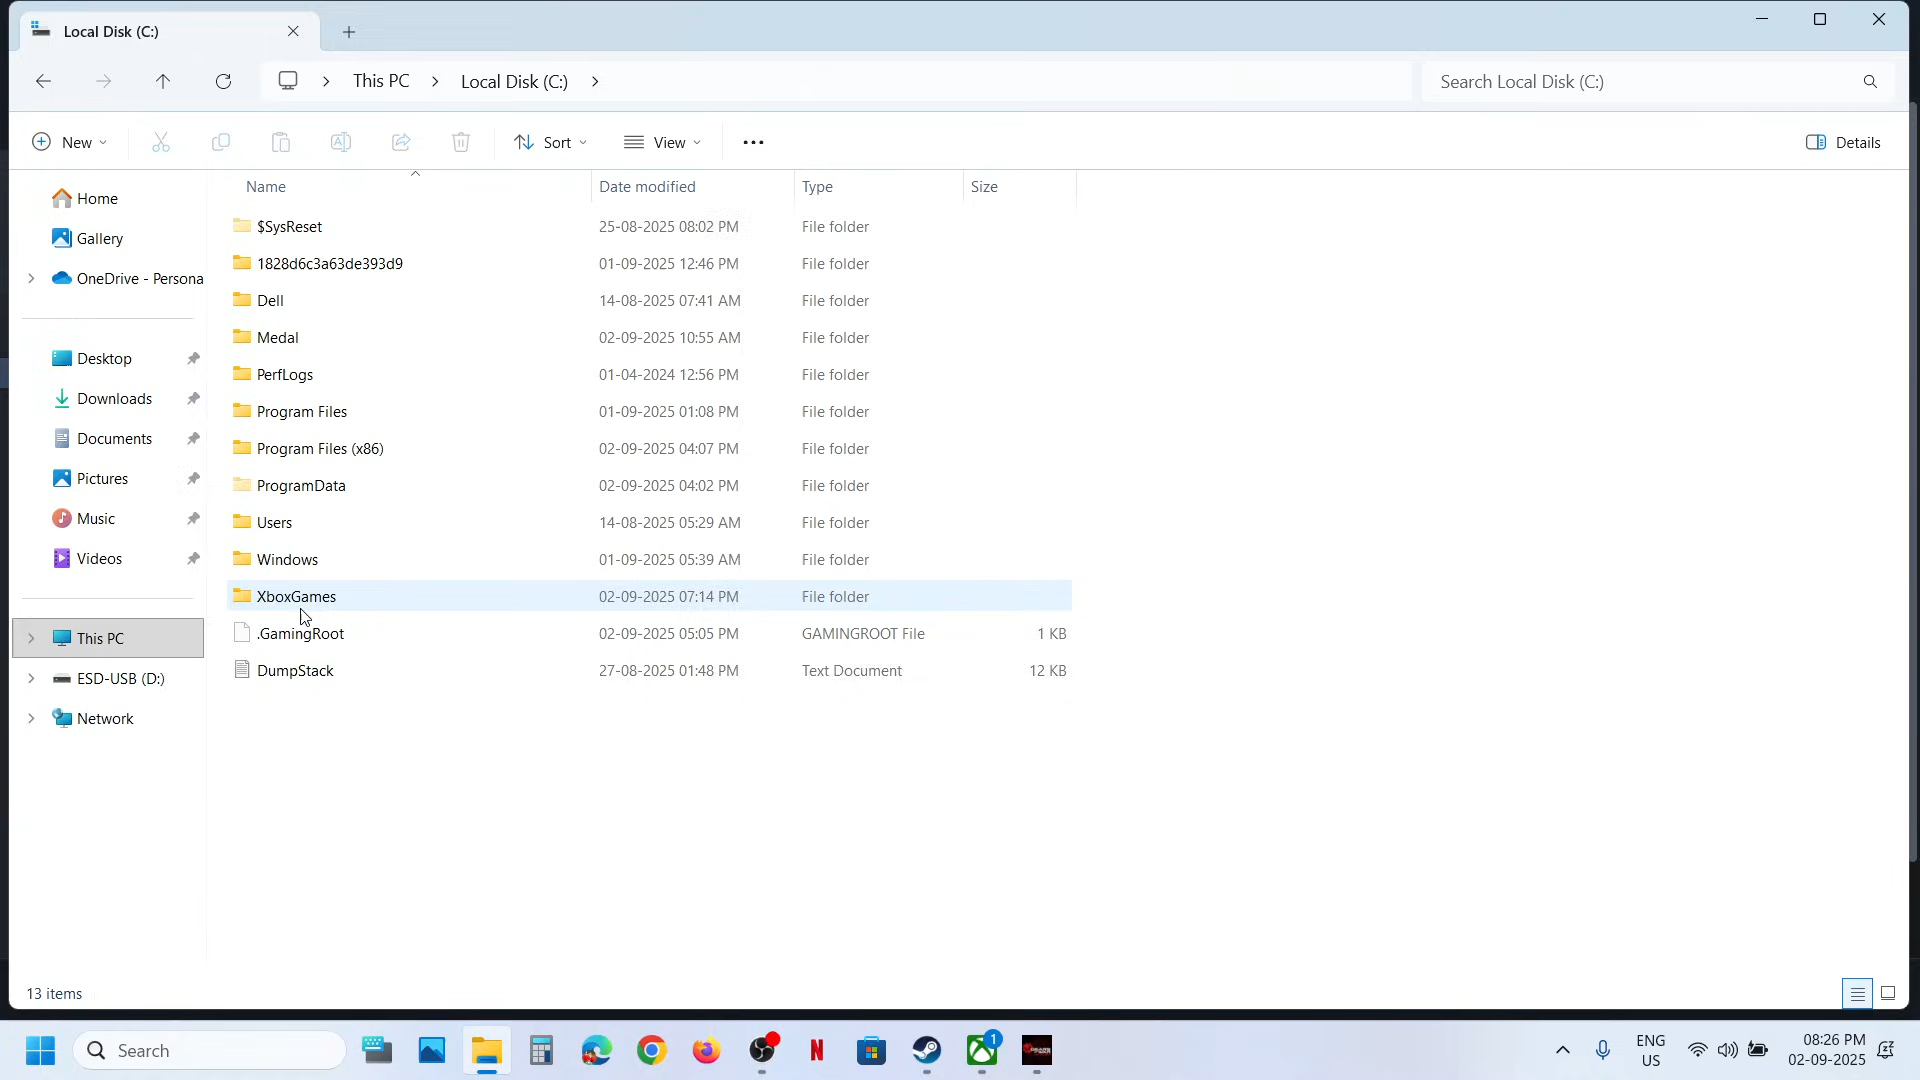 Local Disk (C:)
This PC
Local Disk (C:)
Search Local Disk (C:)
New
Sort
View
Details
Name
Date modified
Type
Size
Home
Gallery
OneDrive - Persona
Desktop
Downloads
Documents
Pictures
Music
Videos
This PC
ESD-USB (D:)
Network
$SysReset 25-08-2025 08:02 PM File folder
1828d6c3a63de393d9 01-09-2025 12:46 PM File folder
Dell 14-08-2025 07:41 AM File folder
Medal 02-09-2025 10:55 AM File folder
PerfLogs 01-04-2024 12:56 PM File folder
Program Files 01-09-2025 01:08 PM File folder
Program Files (x86) 02-09-2025 04:07 PM File folder
ProgramData 02-09-2025 04:02 PM File folder
Users 14-08-2025 05:29 AM File folder
Windows 01-09-2025 05:39 AM File folder
XboxGames 02-09-2025 07:14 PM File folder
.GamingRoot 02-09-2025 05:05 PM GAMINGROOT File 1 KB
DumpStack 27-08-2025 01:48 PM Text Document 12 KB
13 items
Search
1
ENG
US
08:26 PM
02-09-2025